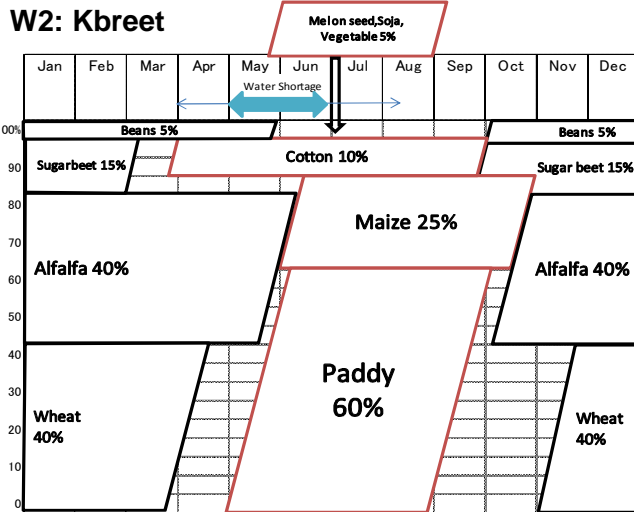 W2: Kbreet
Melon seed,Soja,
Vegetable 5%
Jan Feb Mar Apr May Jun Jul Aug Sep Oct Nov Dec
Water Shortage
00%
Beans 5%
Beans 5%
Cotton 10%
90
Sugarbeet 15%
Sugar beet 15%
80
Maize 25%
70
60
Alfalfa 40%
Alfalfa 40%
50
40
Paddy
60%
30
Wheat
40%
Wheat
40%
20
10
0